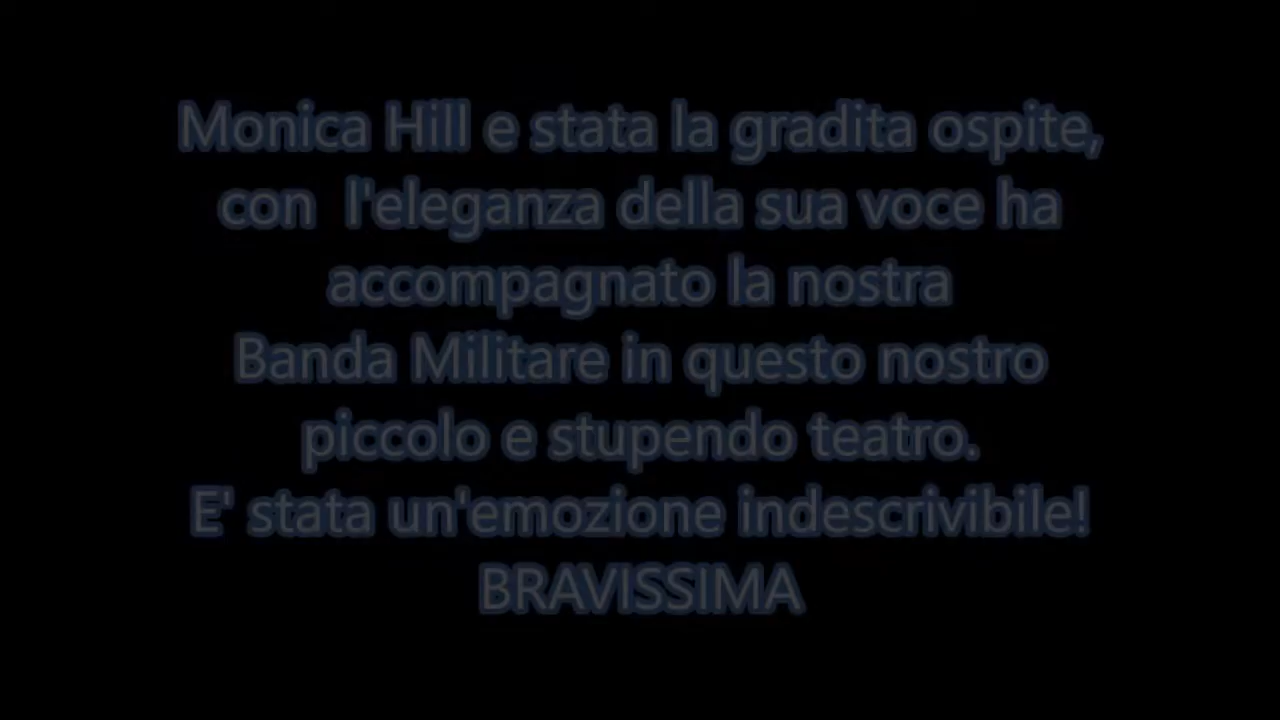 Monica Hill e stata la gradita ospite,
con  l'eleganza della sua voce ha
accompagnato la nostra
Banda Militare in questo nostro
piccolo e stupendo teatro.
E' stata un'emozione indescrivibile!
BRAVISSIMA